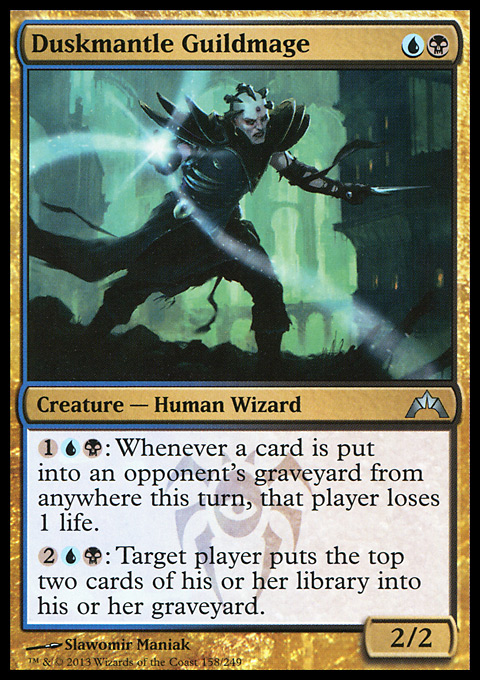 Duskmantle Guildmage
Creature — Human Wizard
1: Whenever a card is put
into an opponent's graveyard from
anywhere this turn, that player loses
1 life.
2: Target player puts the top
two cards of his or her library into
his or her graveyard.
2/2
Slawomir Maniak
™ & © 2013 Wizards of the Coast 158/249